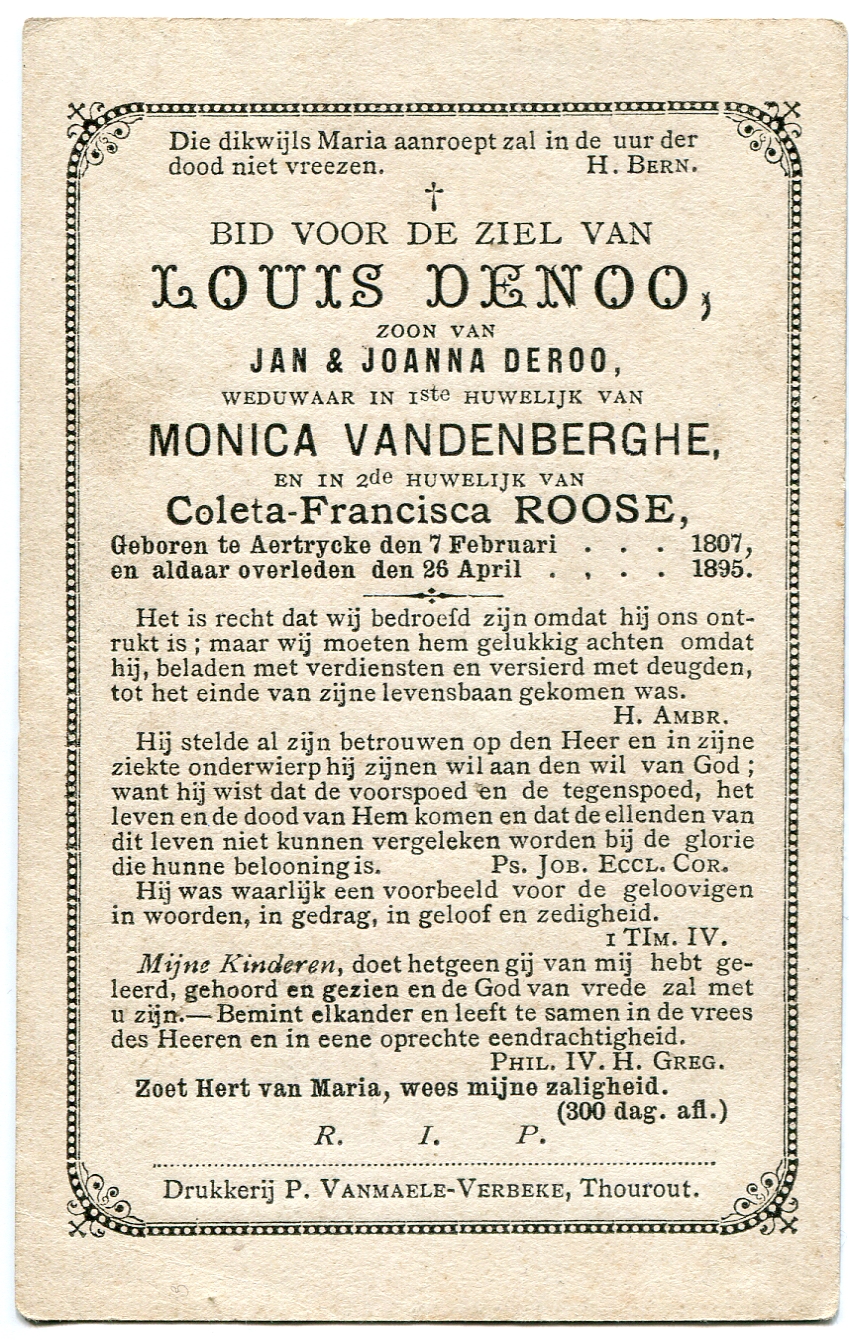 Die dikwijls Maria aanroept zal in de uur der
dood niet vreezen. H. BERN.
†
BID VOOR DE ZIEL VAN
LOUIS DENOO,
ZOON VAN
JAN & JOANNA DEROO,
WEDUWAAR IN 1ste HUWELIJK VAN
MONICA VANDENBERGHE,
EN IN 2de HUWELIJK VAN
Coleta-Francisca ROOSE,
Geboren te Aertrycke den 7 Februari . . . 1807,
en aldaar overleden den 26 April . , . . 1895.
Het is recht dat wij bedroefd zijn omdat hij ons ont-
rukt is ; maar wij moeten hem gelukkig achten omdat
hij, beladen met verdiensten en versierd met deugden,
tot het einde van zijne levensbaan gekomen was.
H. AMBR.
Hij stelde al zijn betrouwen op den Heer en in zijne
ziekte onderwierp hij zijnen wil aan den wil van God ;
want hij wist dat de voorspoed en de tegenspoed, het
leven en de dood van Hem komen en dat de ellenden van
dit leven niet kunnen vergeleken worden bij de glorie
die hunne belooning is. PS. JOB. ECCL. COR.
Hij was waarlijk een voorbeeld voor de geloovigen
in woorden, in gedrag, in geloof en zedigheid.
1 TIM. IV.
Mijne Kinderen, doet hetgeen gij van mij hebt ge-
leerd, gehoord en gezien en de God van vrede zal met
u zijn.— Bemint elkander en leeft te samen in de vrees
des Heeren en in eene oprechte eendrachtigheid.
PHIL. IV. H. GREG.
Zoet Hert van Maria, wees mijne zaligheid.
(300 dag. afl.)
R. I. P.
Drukkerij P. VANMAELE-VERBEKE, Thourout.